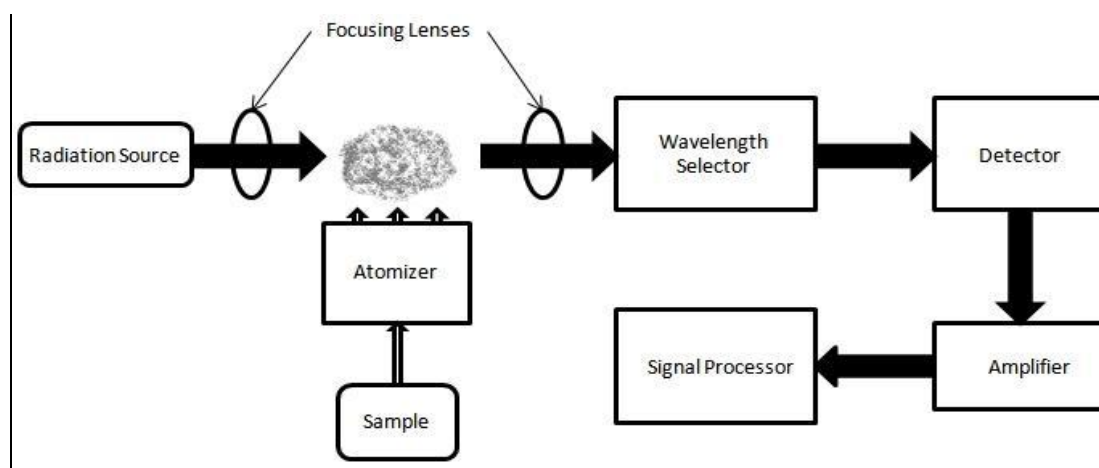 Focusing Lenses
Radiation Source
Wavelength
Selector
Detector
Atomizer
Signal Processor
Amplifier
Sample